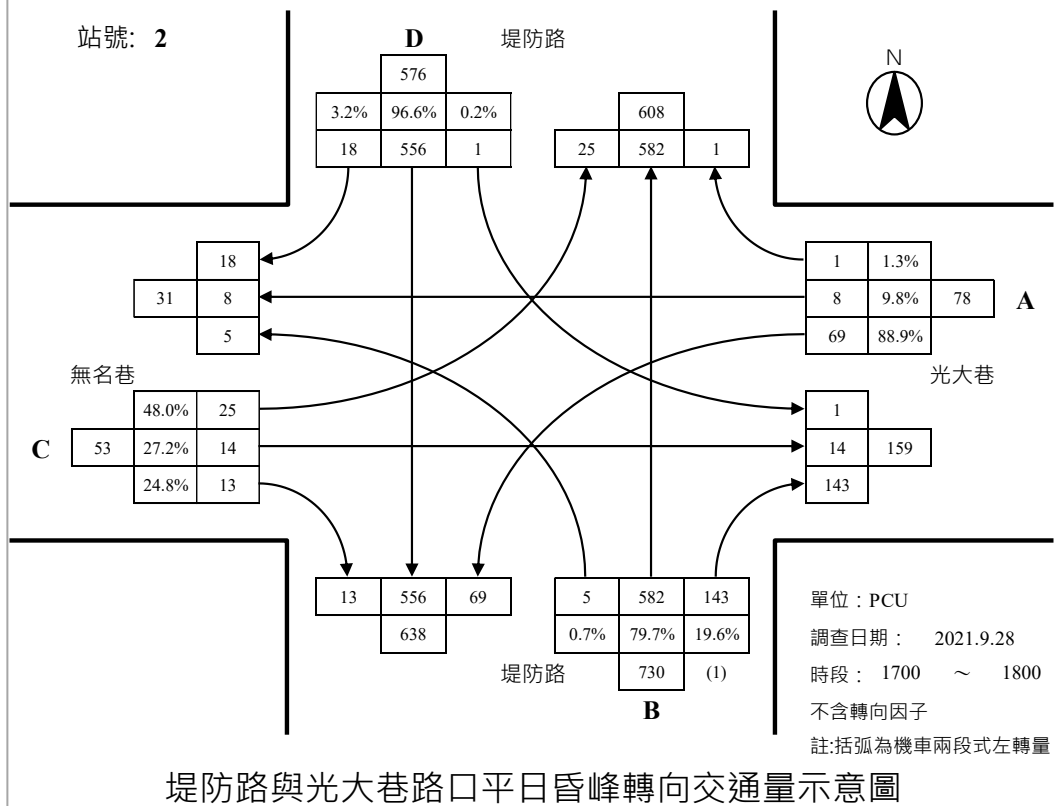 站號: 2
D 堤防路
N
576
3.2% 96.6% 0.2%
18 556 1
608
25 582 1
18
31 8
5
1 1.3%
8 9.8% 78
69 88.9%
A
無名巷
光大巷
48.0% 25
C 53 27.2% 14
24.8% 13
1
14 159
143
13 556 69
638
5 582 143
0.7% 79.7% 19.6%
堤防路
730 (1)
B
單位：PCU
調查日期： 2021.9.28
時段： 1700 ～ 1800
不含轉向因子
註:括弧為機車兩段式左轉量
堤防路與光大巷路口平日昏峰轉向交通量示意圖